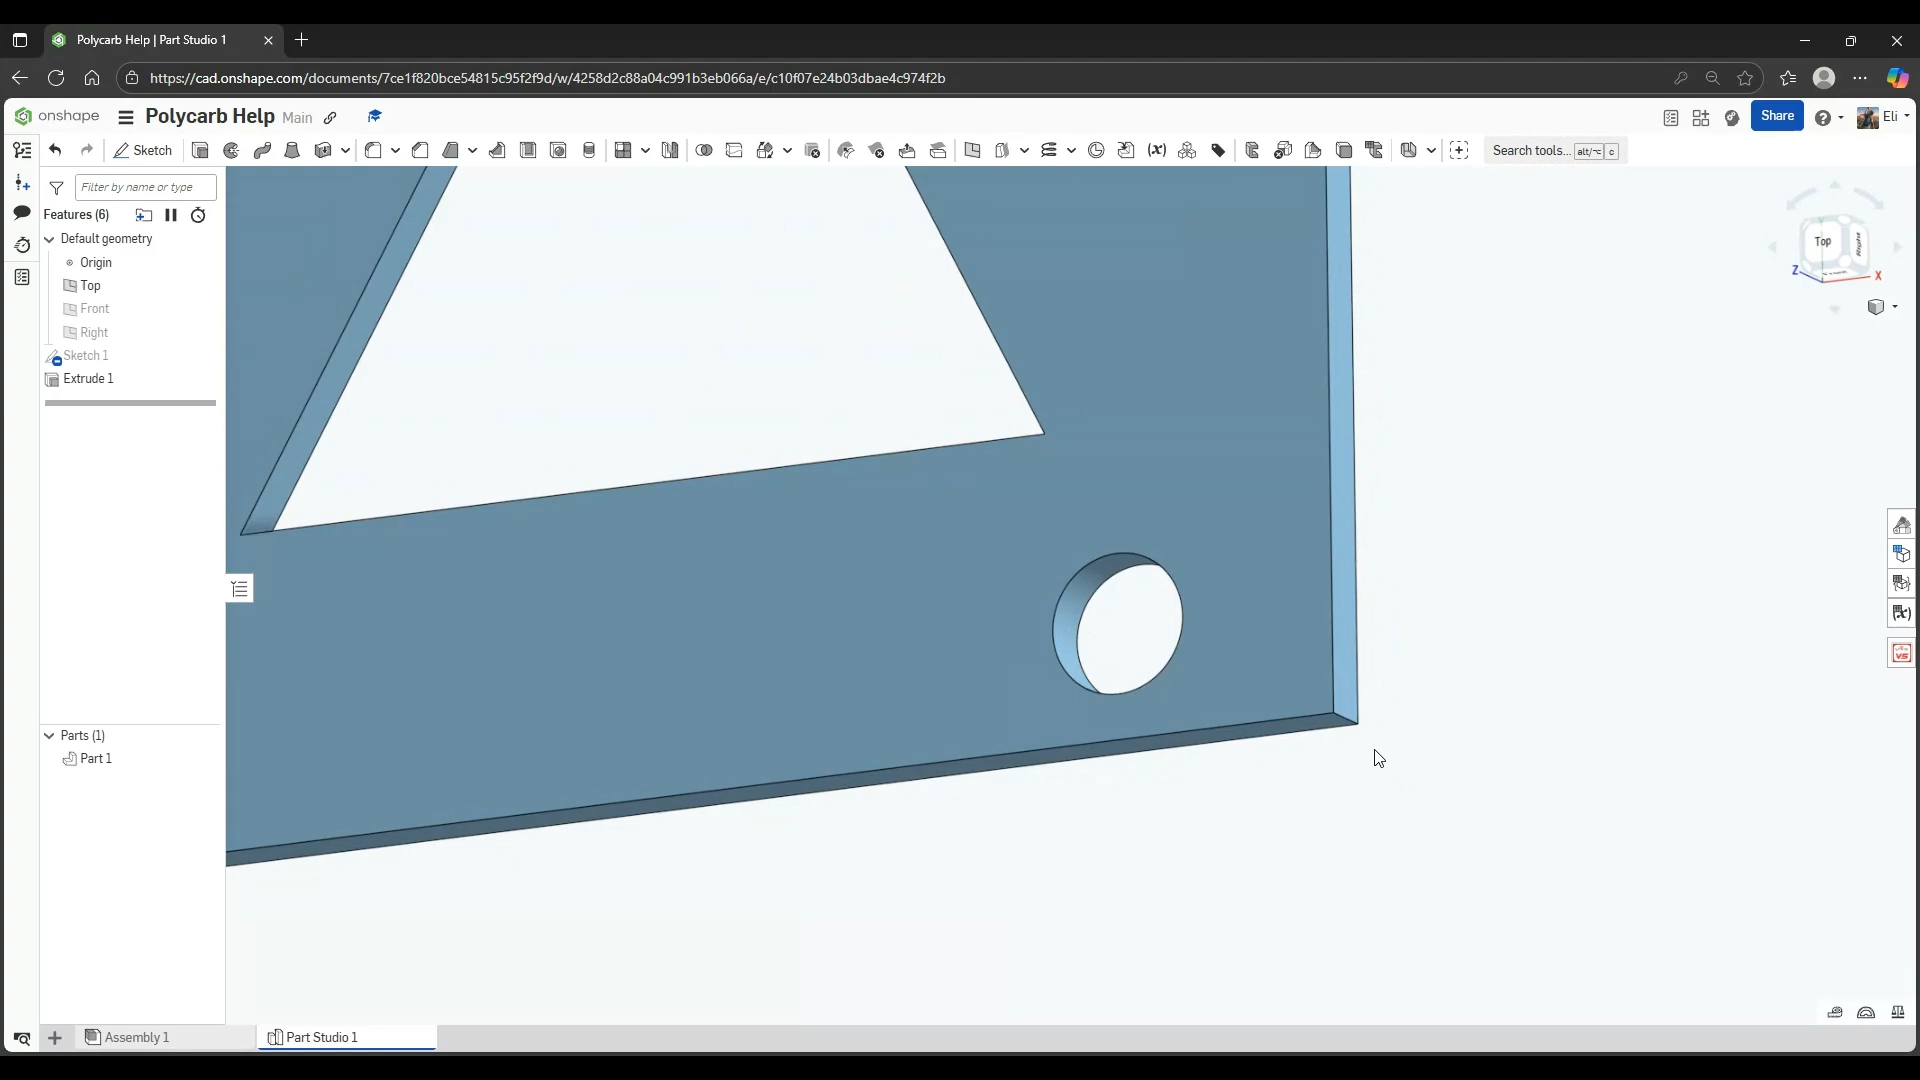 Polycarb Help | Part Studio 1
https://cad.onshape.com/documents/7ce1f820bce54815c95f2f9d/w/4258d2c88a04c991b3eb066a/e/c10f07e24b03dbae4c974f2b
onshape Polycarb Help Main Share Eli
Sketch Search tools... alt/⌥ c
Filter by name or type
Features (6)
Default geometry
Origin
Top
Front
Right
Sketch 1
Extrude 1
Top
Right
Z
X
Parts (1)
Part 1
Assembly 1
Part Studio 1